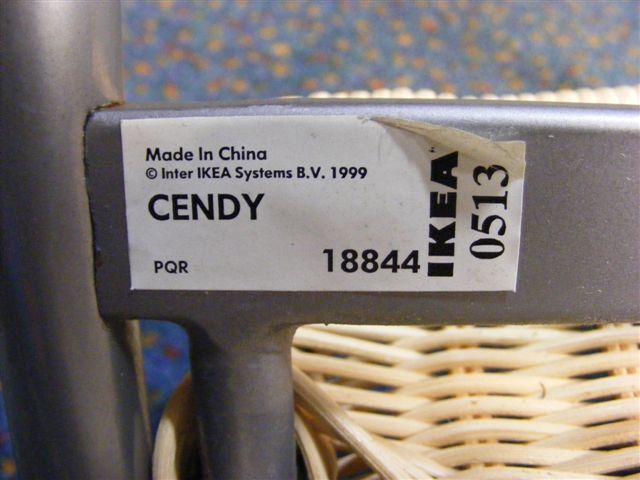 Made In China
© Inter IKEA Systems B.V. 1999
CENDY
PQR
18844
IKEA
0513